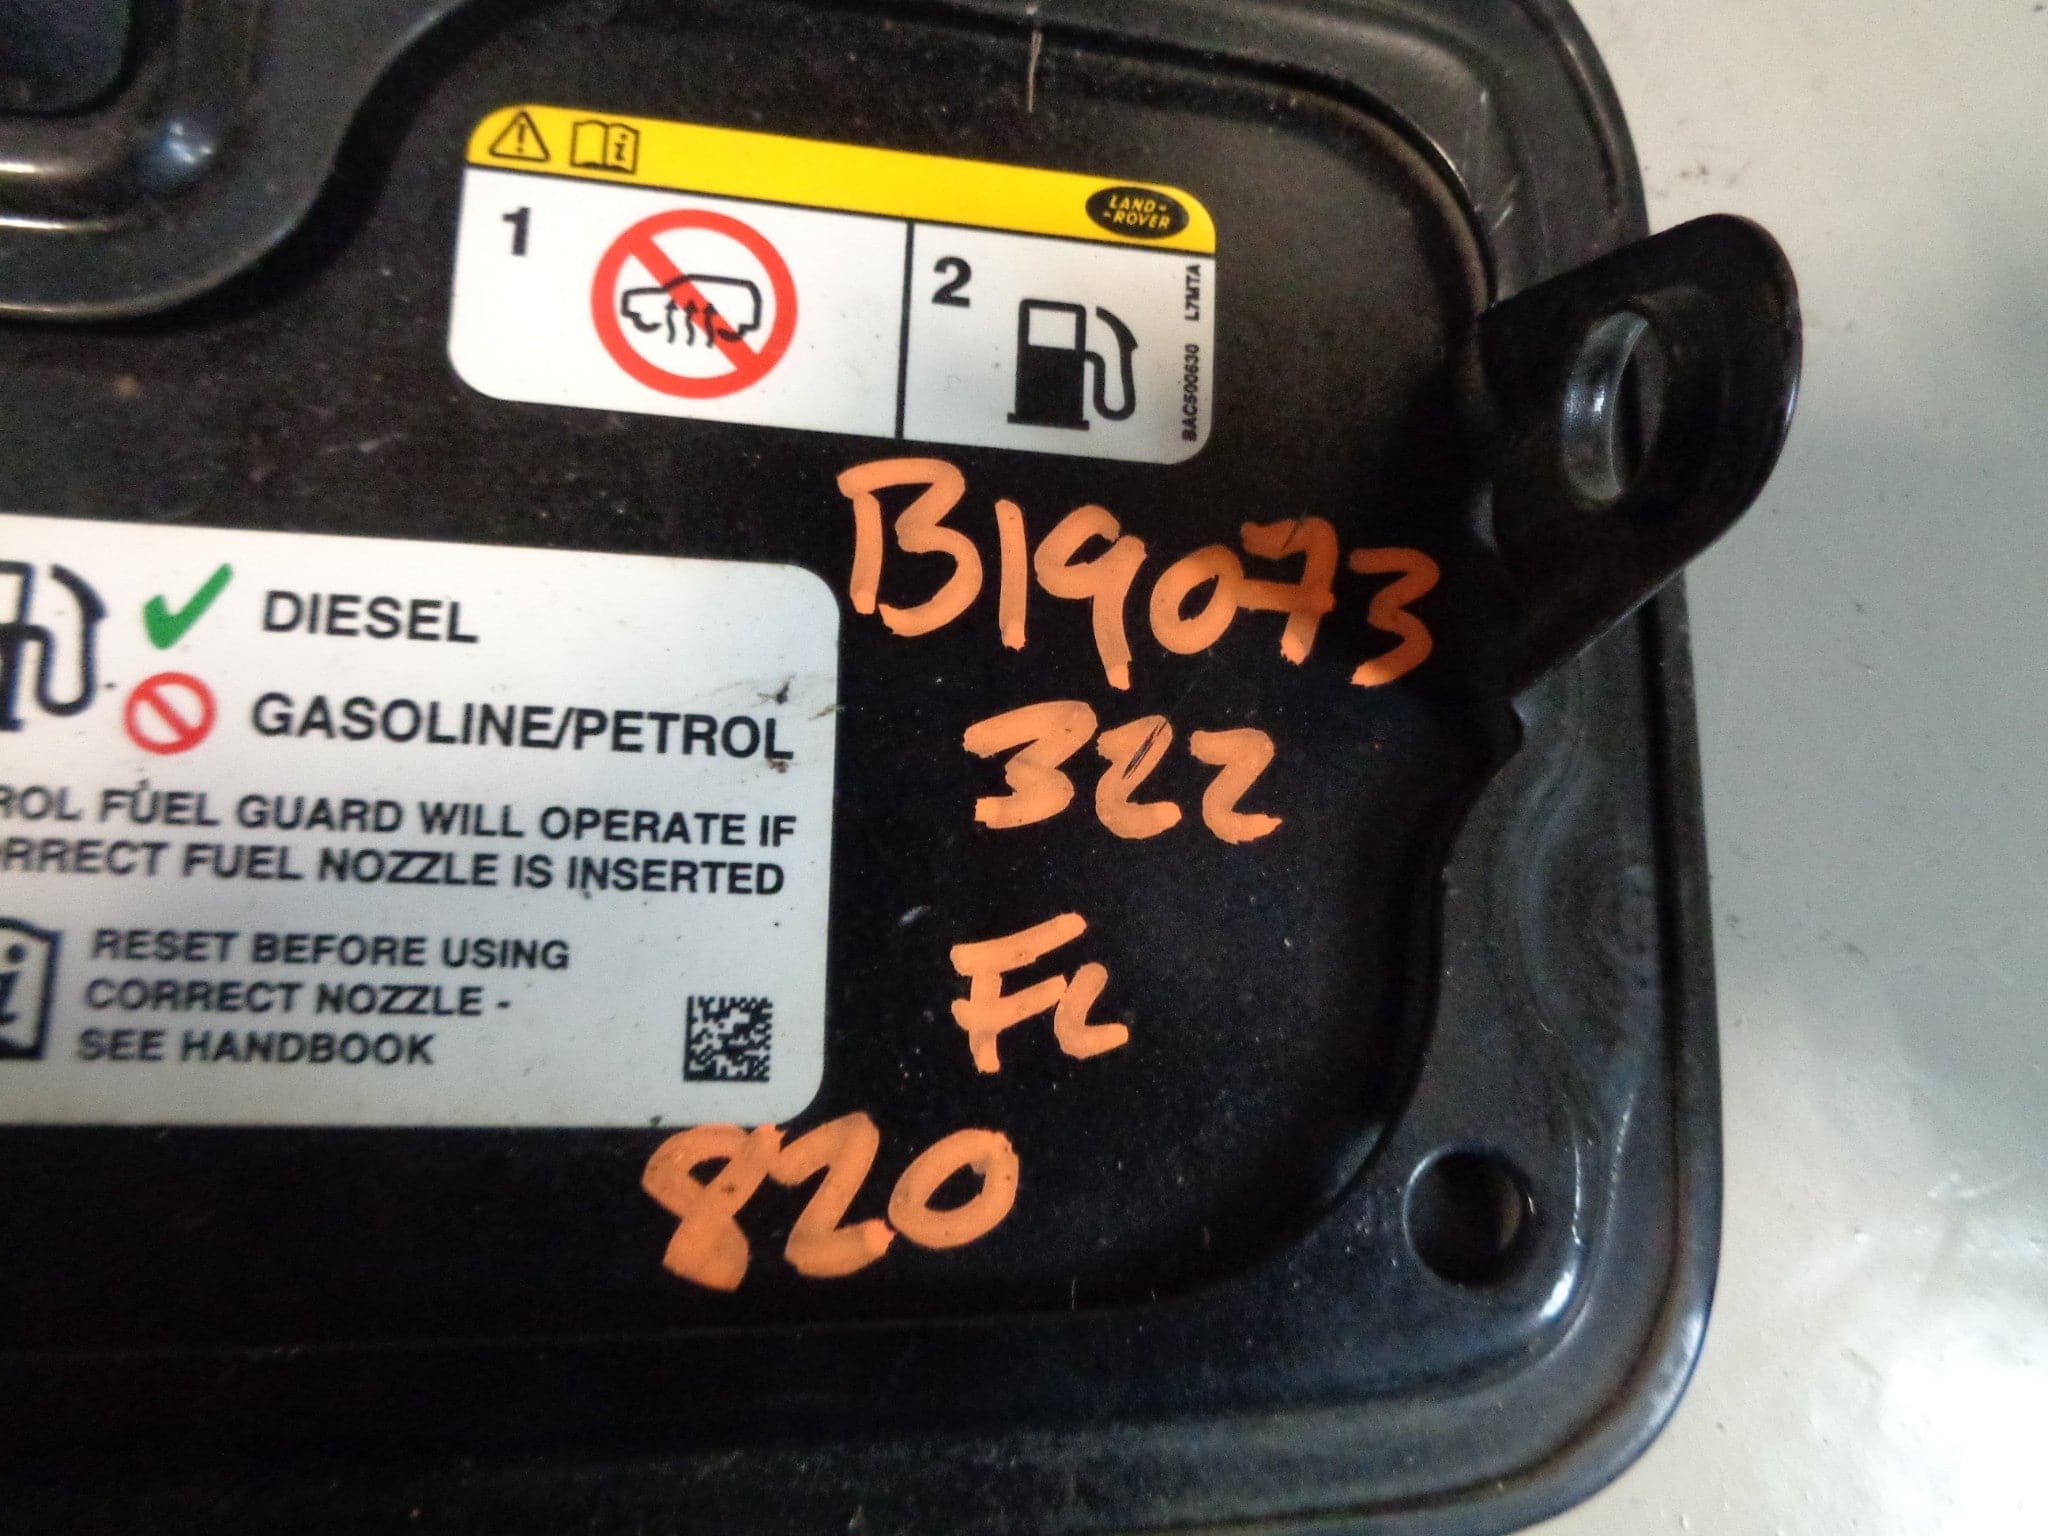 LAND-
-ROVER
1
2
BAC500630 L7MTA
B19073
322
FL
820
DIESEL
GASOLINE/PETROL
ROL FUEL GUARD WILL OPERATE IF
ORRECT FUEL NOZZLE IS INSERTED
RESET BEFORE USING
CORRECT NOZZLE -
SEE HANDBOOK